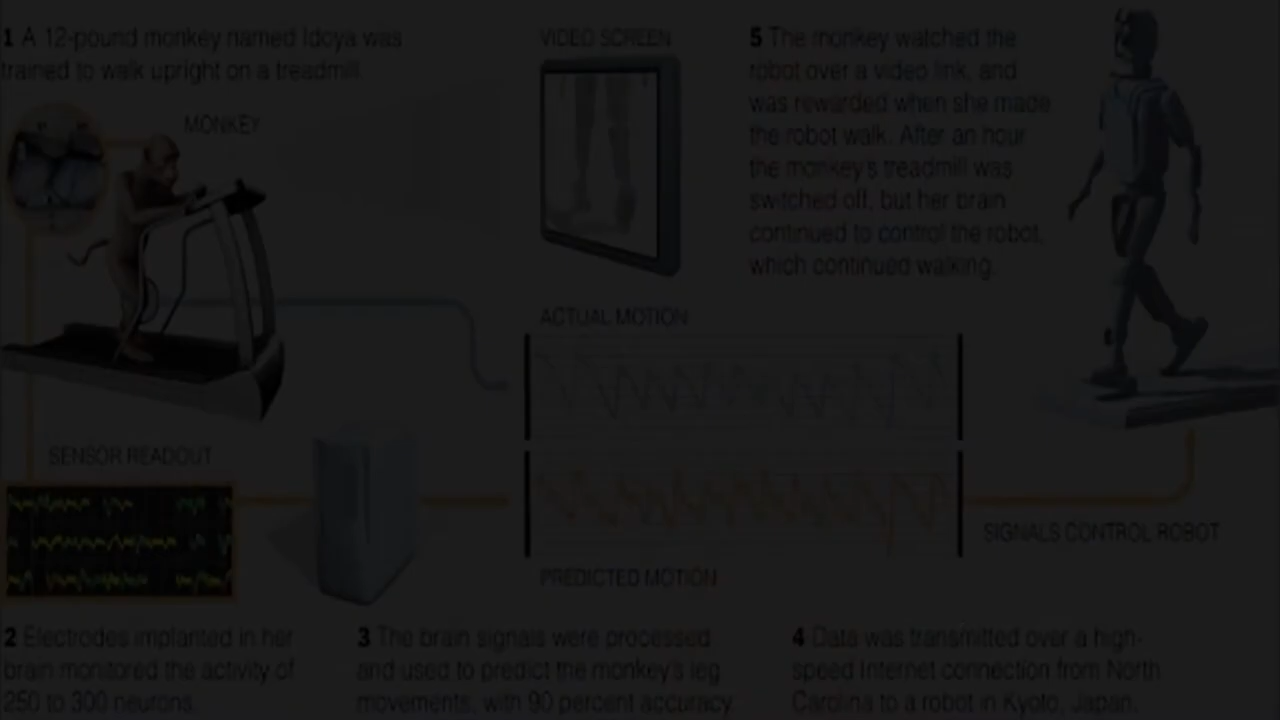 1 A 12-pound monkey named Idoya was
trained to walk upright on a treadmill.
MONKEY
VIDEO SCREEN
5 The monkey watched the
robot over a video link, and
was rewarded when she made
the robot walk. After an hour
the monkey's treadmill was
switched off, but her brain
continued to control the robot,
which continued walking.
ACTUAL MOTION
SENSOR READOUT
PREDICTED MOTION
SIGNALS CONTROL ROBOT
2 Electrodes implanted in her
brain monitored the activity of
250 to 300 neurons.
3 The brain signals were processed
and used to predict the monkey's leg
movements, with 90 percent accuracy.
4 Data was transmitted over a high-
speed Internet connection from North
Carolina to a robot in Kyoto, Japan.